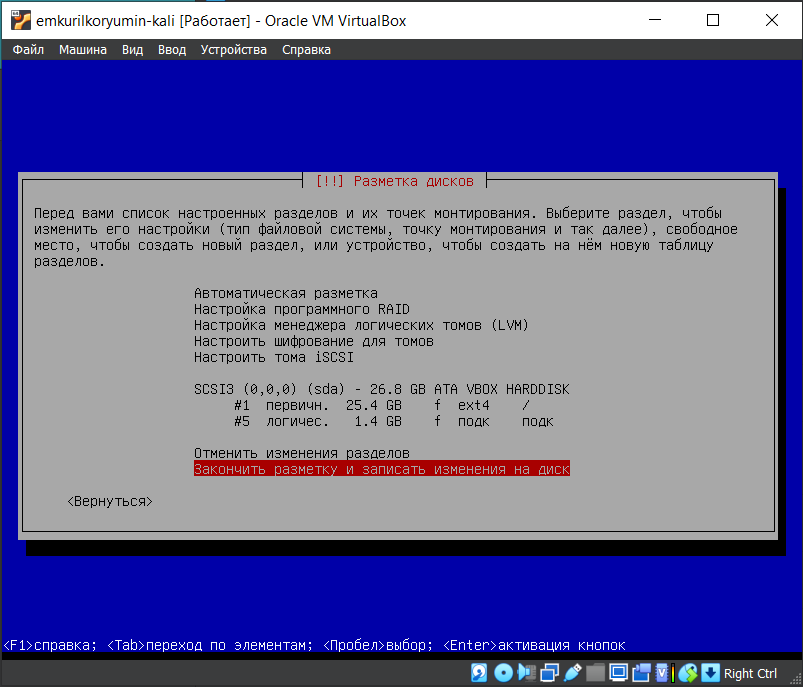 emkurilkoryumin-kali [Работает] - Oracle VM VirtualBox
Файл Машина Вид Ввод Устройства Справка
[!!] Разметка дисков
Перед вами список настроенных разделов и их точек монтирования. Выберите раздел, чтобы
изменить его настройки (тип файловой системы, точку монтирования и так далее), свободное
место, чтобы создать новый раздел, или устройство, чтобы создать на нём новую таблицу
разделов.
Автоматическая разметка
Настройка программного RAID
Настройка менеджера логических томов (LVM)
Настроить шифрование для томов
Настроить тома iSCSI
SCSI3 (0,0,0) (sda) - 26.8 GB ATA VBOX HARDDISK
#1 первичн. 25.4 GB f ext4 /
#5 логичес. 1.4 GB f подк подк
Отменить изменения разделов
Закончить разметку и записать изменения на диск
<Вернуться>
<F1>справка; <Tab>переход по элементам; <Пробел>выбор; <Enter>активация кнопок
Right Ctrl